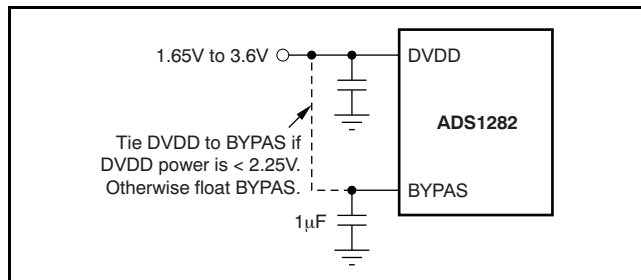 1.65V to 3.6V
DVDD
ADS1282
Tie DVDD to BYPAS if
DVDD power is < 2.25V.
Otherwise float BYPAS.
BYPAS
1μF